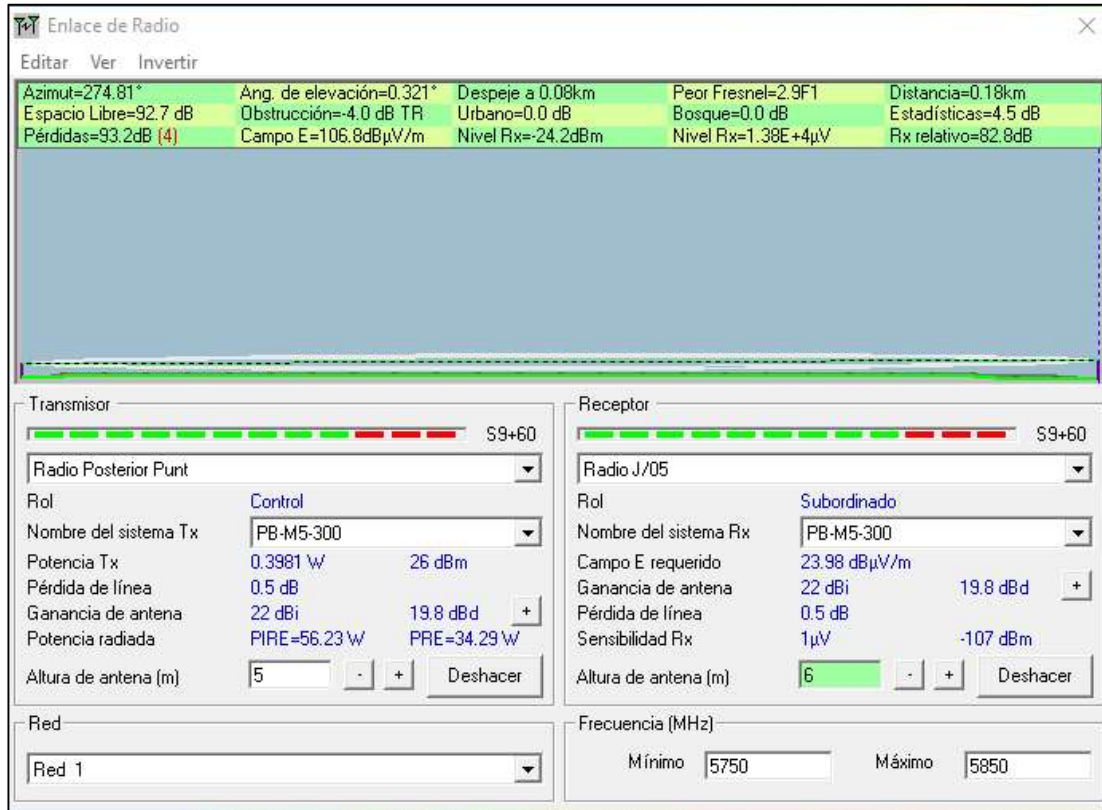 Enlace de Radio
Editar Ver Invertir
Azimut=274.81° Ang. de elevación=0.321° Despeje a 0.08km Peor Fresnel=2.9F1 Distancia=0.18km
Espacio Libre=92.7 dB Obstrucción=-4.0 dB TR Urbano=0.0 dB Bosque=0.0 dB Estadísticas=4.5 dB
Pérdidas=93.2dB (4) Campo E=106.8dBµV/m Nivel Rx=-24.2dBm Nivel Rx=1.38E+4µV Rx relativo=82.8dB
Transmisor
S9+60
Radio Posterior Punt
Rol Control
Nombre del sistema Tx PB-M5-300
Potencia Tx 0.3981 W 26 dBm
Pérdida de línea 0.5 dB
Ganancia de antena 22 dBi 19.8 dBd +
Potencia radiada PIRE=56.23 W PRE=34.29 W
Altura de antena (m) 5 - + Deshacer
Receptor
S9+60
Radio J/05
Rol Subordinado
Nombre del sistema Rx PB-M5-300
Campo E requerido 23.98 dBµV/m
Ganancia de antena 22 dBi 19.8 dBd +
Pérdida de línea 0.5 dB
Sensibilidad Rx 1µV -107 dBm
Altura de antena (m) 6 - + Deshacer
Red
Red 1
Frecuencia (MHz)
Mínimo 5750 Máximo 5850